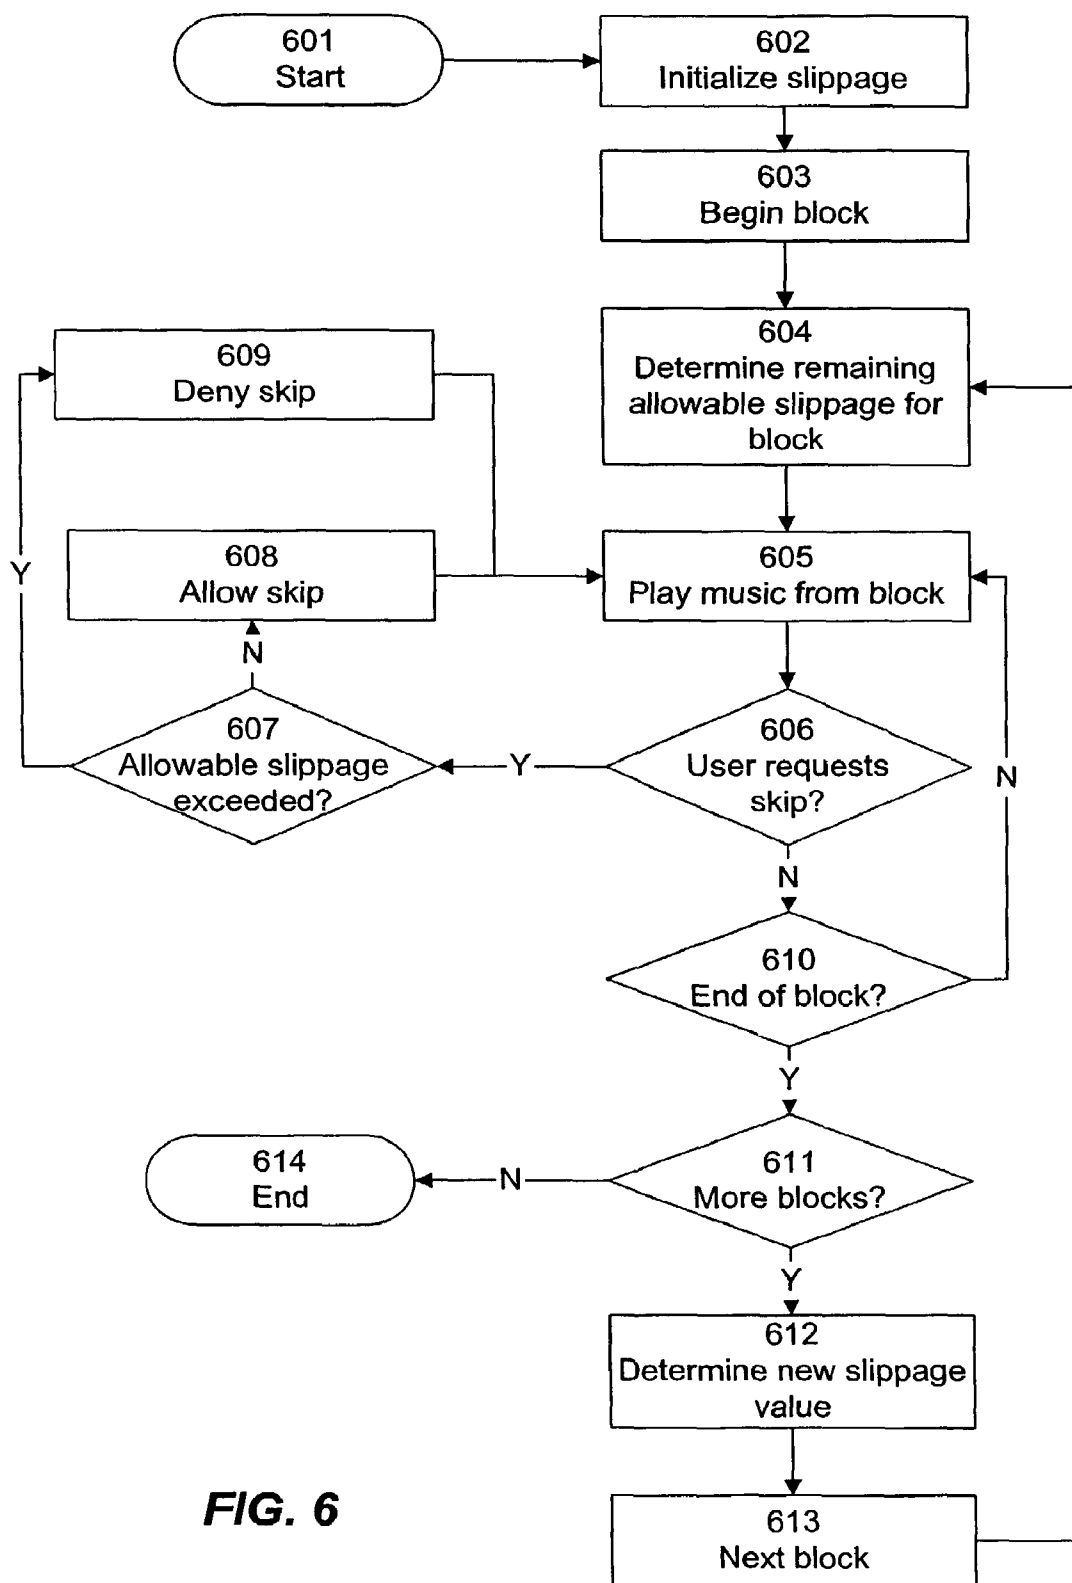 601
Start
602
Initialize slippage
603
Begin block
604
Determine remaining
allowable slippage for
block
609
Deny skip
608
Allow skip
605
Play music from block
Y
N
607
Allowable slippage
exceeded?
Y
606
User requests
skip?
N
N
610
End of block?
Y
614
End
N
611
More blocks?
Y
612
Determine new slippage
value
613
Next block
FIG. 6